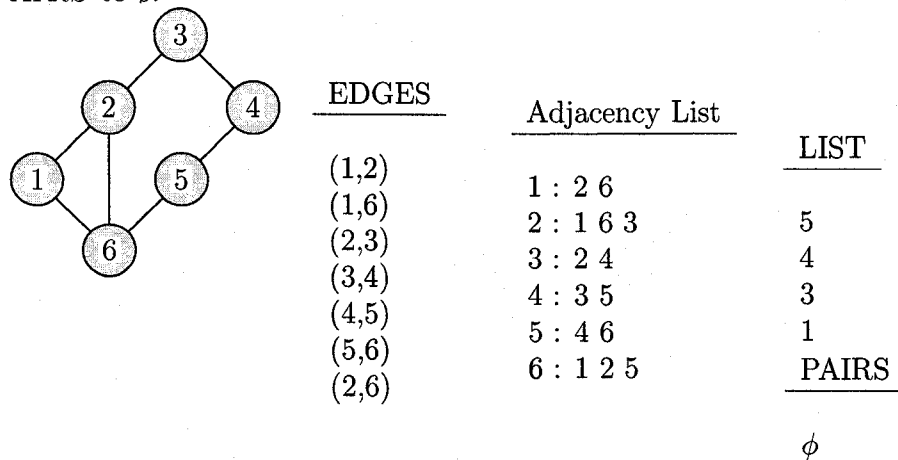 3
2
4
1
5
6
EDGES
(1,2)
(1,6)
(2,3)
(3,4)
(4,5)
(5,6)
(2,6)
Adjacency List
1 : 2 6
2 : 1 6 3
3 : 2 4
4 : 3 5
5 : 4 6
6 : 1 2 5
LIST
5
4
3
1
PAIRS
ϕ